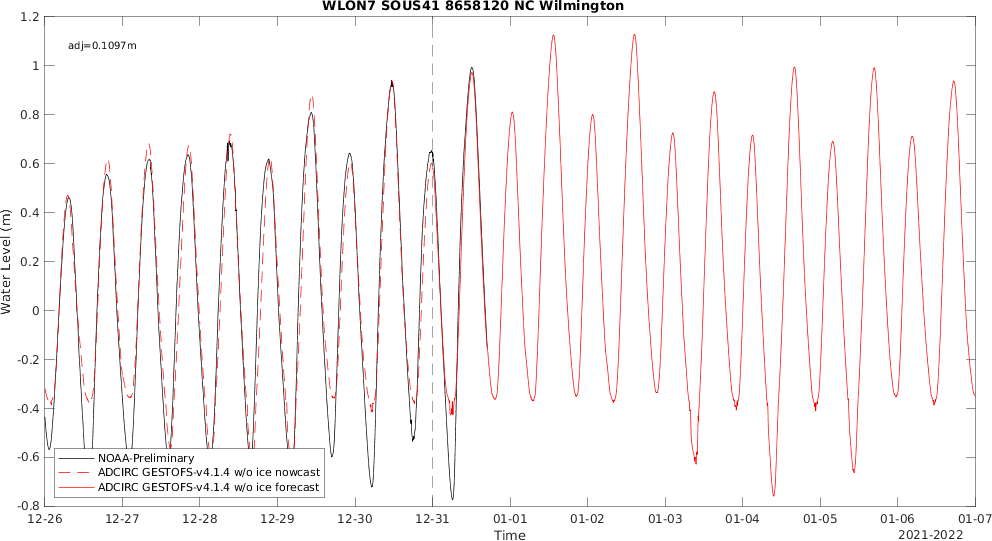 WLON7 SOUS41 8658120 NC Wilmington
adj=0.1097m
1.2
1
0.8
0.6
0.4
0.2
0
-0.2
-0.4
-0.6
-0.8
Water Level (m)
NOAA-Preliminary
ADCIRC GESTOFS-v4.1.4 w/o ice nowcast
ADCIRC GESTOFS-v4.1.4 w/o ice forecast
12-26 12-27 12-28 12-29 12-30 12-31 01-01 01-02 01-03 01-04 01-05 01-06 01-07
Time
2021-2022